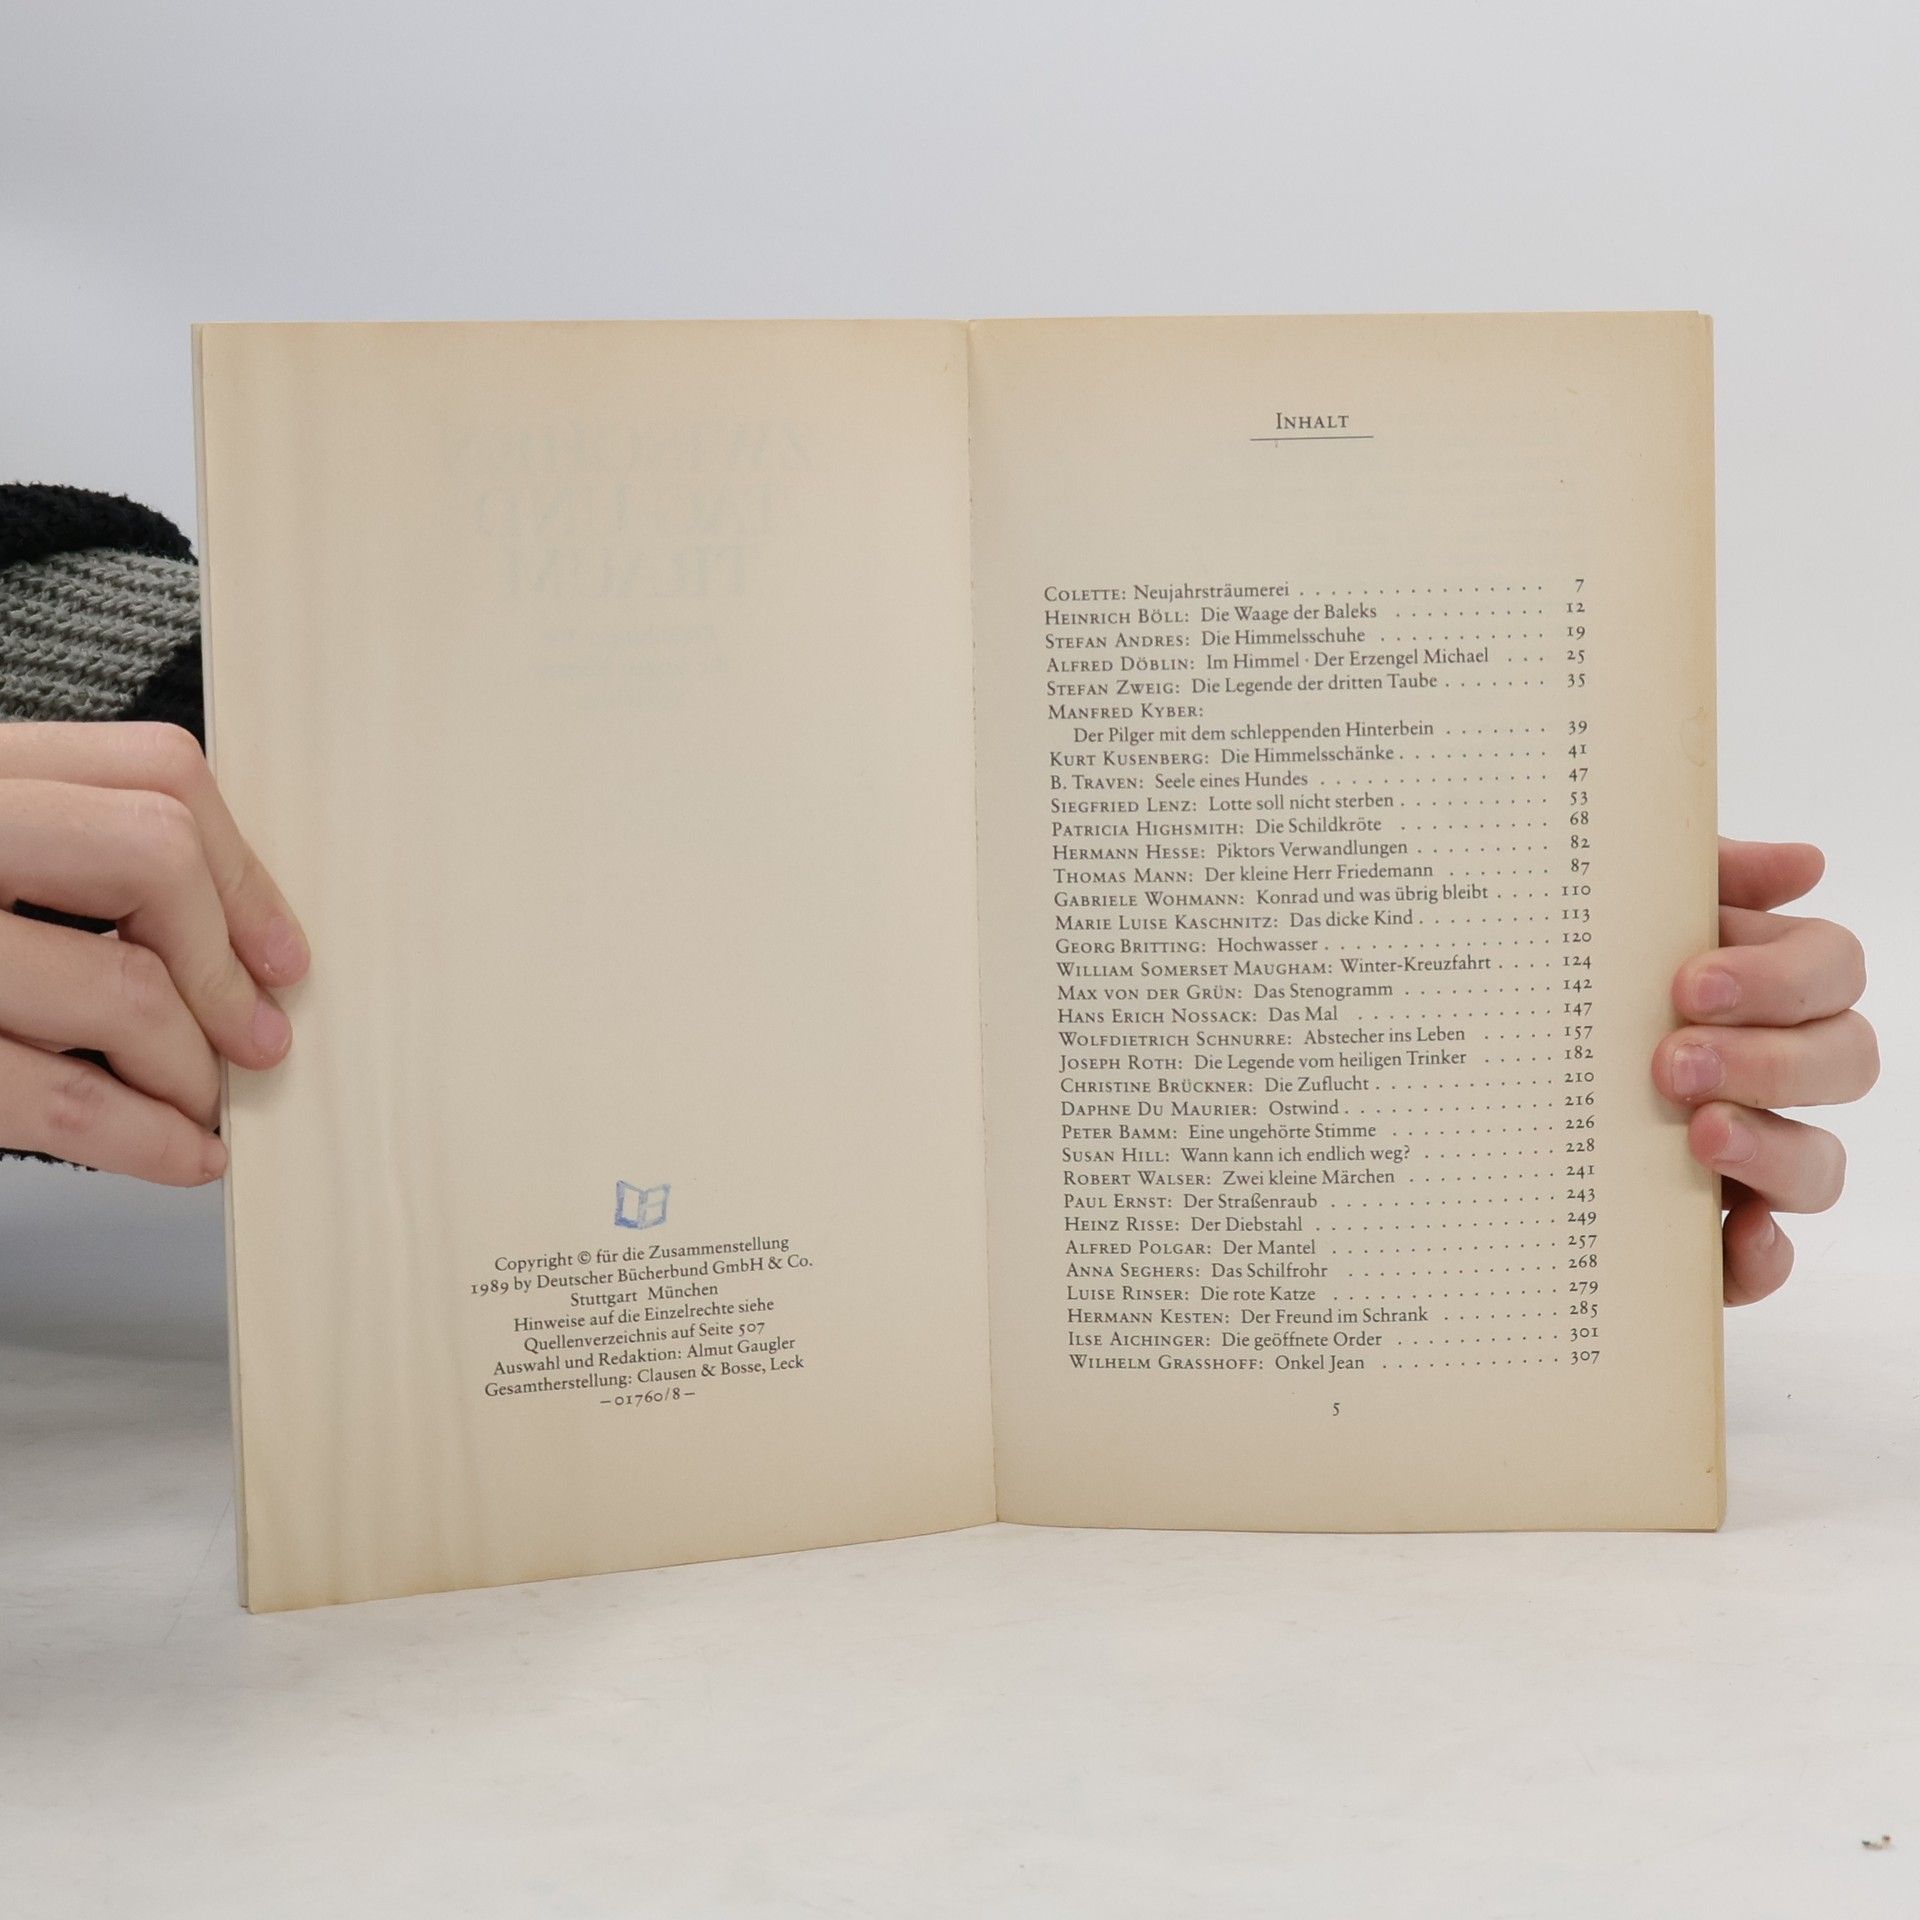 Copyright © für die Zusammenstellung
1989 by Deutscher Bücherbund GmbH & Co.
Stuttgart München
Hinweise auf die Einzelrechte siehe
Quellenverzeichnis auf Seite 507
Auswahl und Redaktion: Almut Gaugler
Gesamtherstellung: Clausen & Bosse, Leck
– 01760/8 –
INHALT
COLETTE: Neujahrsträumerei . . . . . . . . . . . . . . . . 7
HEINRICH BÖLL: Die Waage der Baleks . . . . . . . . . . 12
STEFAN ANDRES: Die Himmelsschuhe . . . . . . . . . . . 19
ALFRED DÖBLIN: Im Himmel · Der Erzengel Michael . . . 25
STEFAN ZWEIG: Die Legende der dritten Taube . . . . . . . 35
MANFRED KYBER:
Der Pilger mit dem schleppenden Hinterbein . . . . . . . 39
KURT KUSENBERG: Die Himmelsschänke . . . . . . . . . . 41
B. TRAVEN: Seele eines Hundes . . . . . . . . . . . . . . . 47
SIEGFRIED LENZ: Lotte soll nicht sterben . . . . . . . . . . 53
PATRICIA HIGHSMITH: Die Schildkröte . . . . . . . . . . 68
HERMANN HESSE: Piktors Verwandlungen . . . . . . . . . 82
THOMAS MANN: Der kleine Herr Friedemann . . . . . . . 87
GABRIELE WOHMANN: Konrad und was übrig bleibt . . . . 110
MARIE LUISE KASCHNITZ: Das dicke Kind . . . . . . . . . 113
GEORG BRITTING: Hochwasser . . . . . . . . . . . . . . . 120
WILLIAM SOMERSET MAUGHAM: Winter-Kreuzfahrt . . . . 124
MAX VON DER GRÜN: Das Stenogramm . . . . . . . . . . 142
HANS ERICH NOSSACK: Das Mal . . . . . . . . . . . . . 147
WOLFDIETRICH SCHNURRE: Abstecher ins Leben . . . . . 157
JOSEPH ROTH: Die Legende vom heiligen Trinker . . . . . 182
CHRISTINE BRÜCKNER: Die Zuflucht . . . . . . . . . . . . 210
DAPHNE DU MAURIER: Ostwind . . . . . . . . . . . . . . 216
PETER BAMM: Eine ungehörte Stimme . . . . . . . . . . . 226
SUSAN HILL: Wann kann ich endlich weg? . . . . . . . . . 228
ROBERT WALSER: Zwei kleine Märchen . . . . . . . . . . 241
PAUL ERNST: Der Straßenraub . . . . . . . . . . . . . . . 243
HEINZ RISSE: Der Diebstahl . . . . . . . . . . . . . . . . 249
ALFRED POLGAR: Der Mantel . . . . . . . . . . . . . . . 257
ANNA SEGHERS: Das Schilfrohr . . . . . . . . . . . . . . 268
LUISE RINSER: Die rote Katze . . . . . . . . . . . . . . . . 279
HERMANN KESTEN: Der Freund im Schrank . . . . . . . . 285
ILSE AICHINGER: Die geöffnete Order . . . . . . . . . . . 301
WILHELM GRASSHOFF: Onkel Jean . . . . . . . . . . . . 307
5